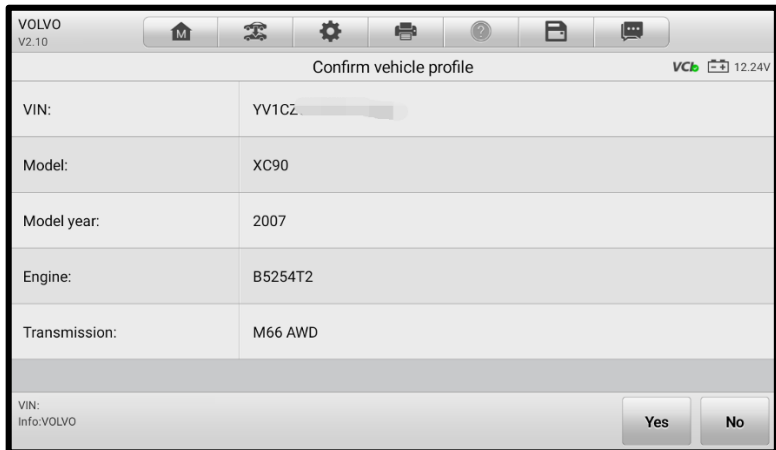 VOLVO
V2.10
M
Confirm vehicle profile
VCI 12.24V
VIN: YV1CZ
Model: XC90
Model year: 2007
Engine: B5254T2
Transmission: M66 AWD
VIN:
Info:VOLVO
Yes No